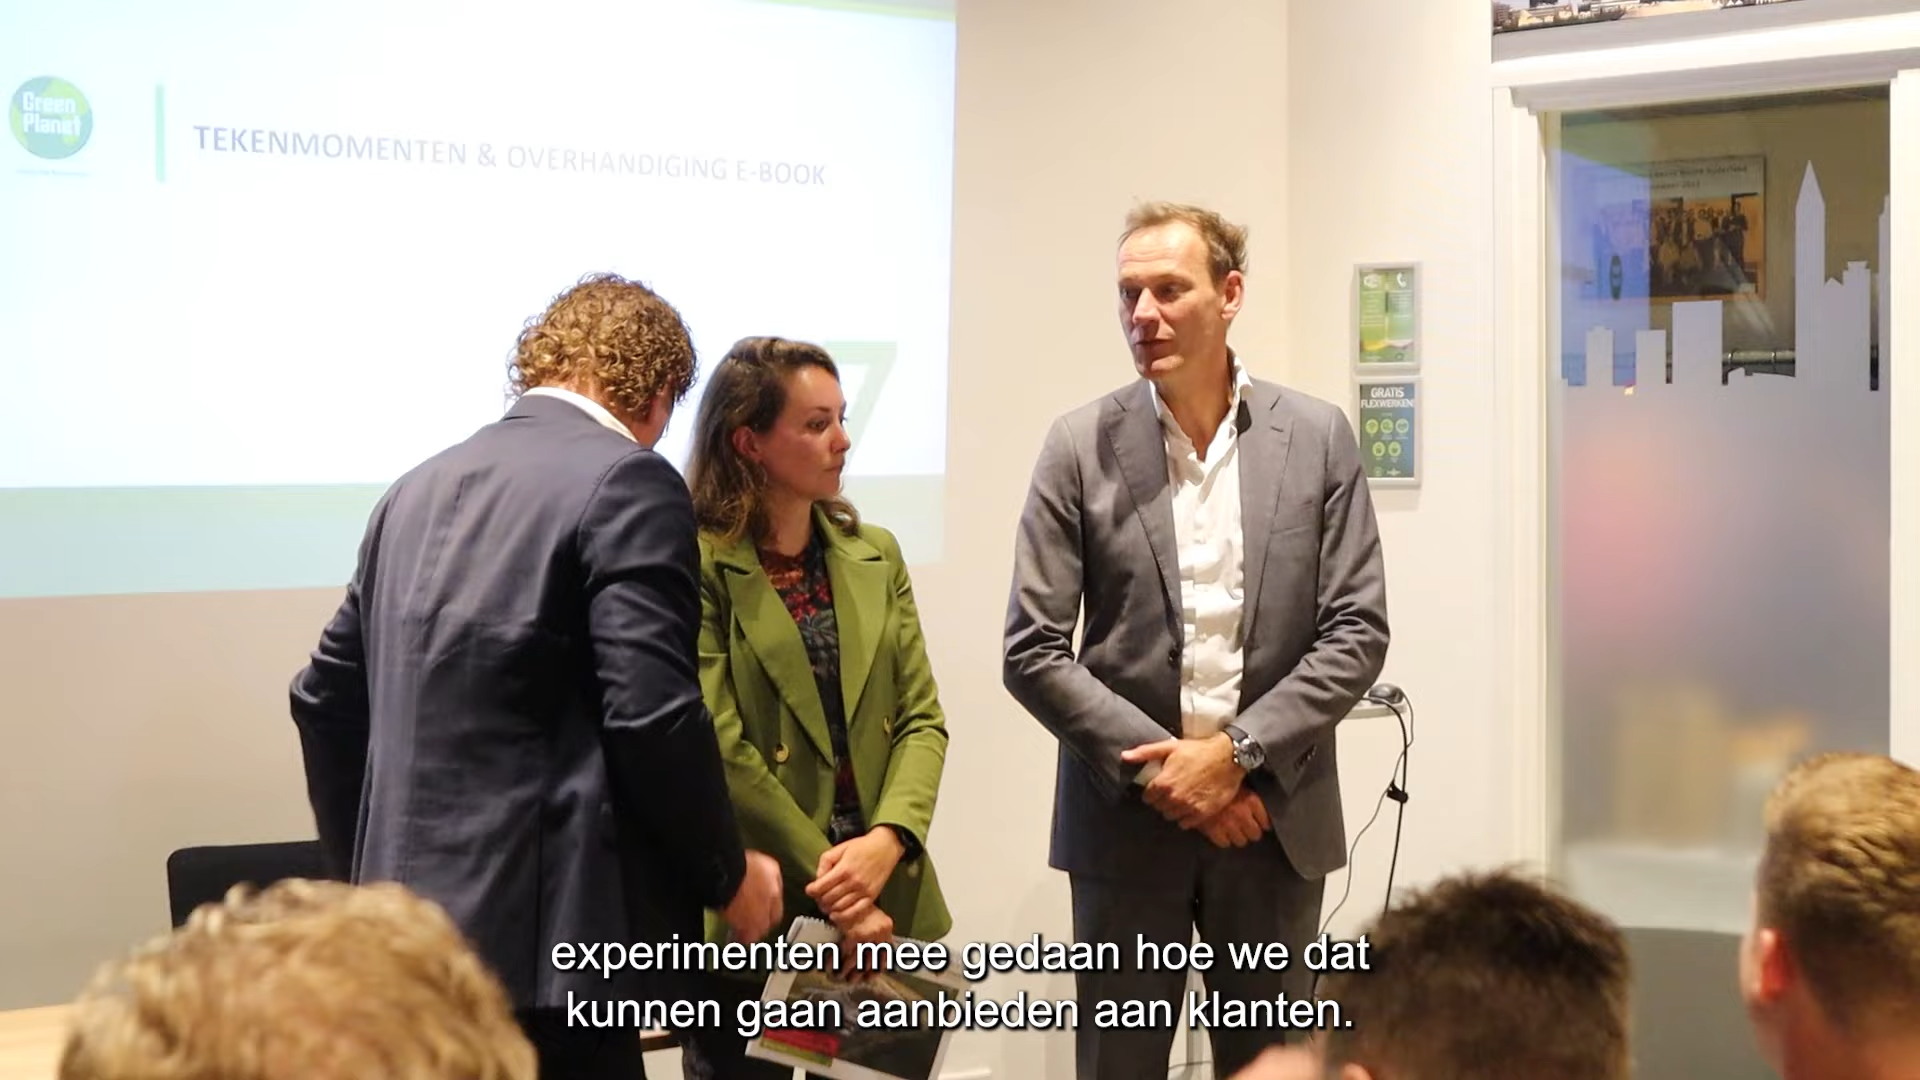 Green
Planet
TEKENMOMENTEN & OVERHANDIGING E-BOOK
GRATIS
FLEXWERKEN
experimenten mee gedaan hoe we dat
kunnen gaan aanbieden aan klanten.